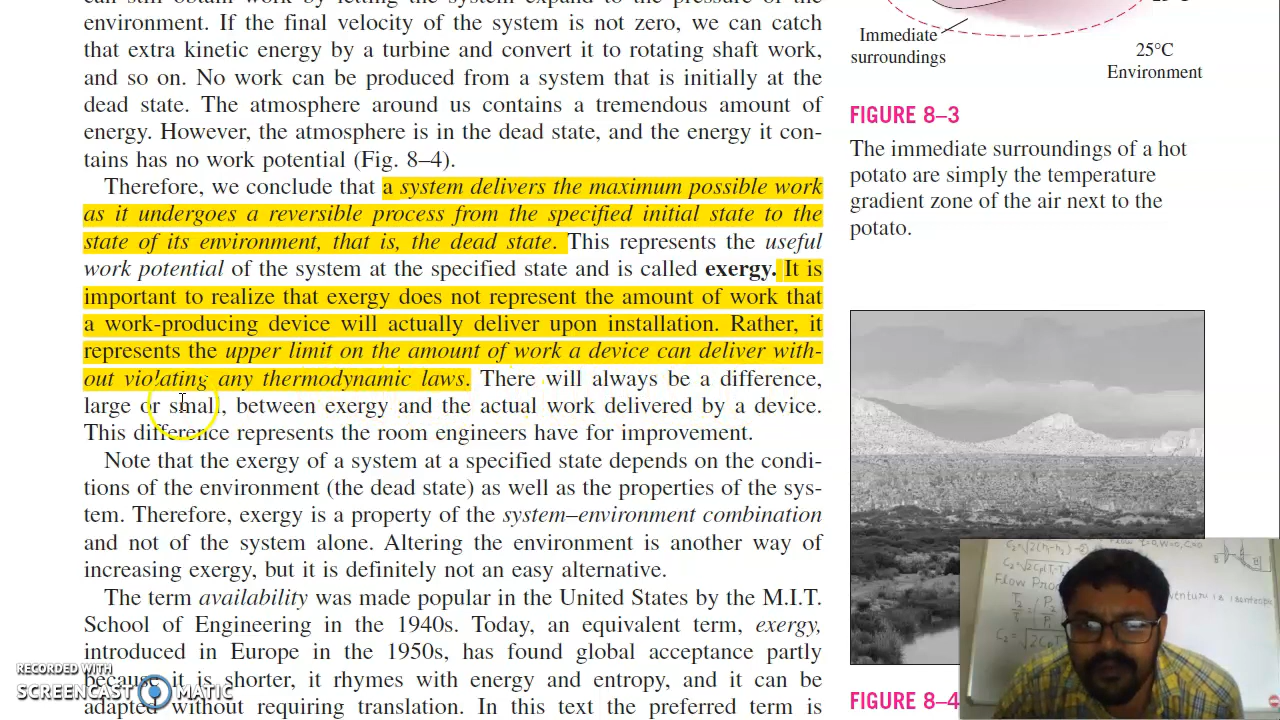 can still obtain work by letting the system expand to the pressure of the
environment. If the final velocity of the system is not zero, we can catch
that extra kinetic energy by a turbine and convert it to rotating shaft work,
and so on. No work can be produced from a system that is initially at the
dead state. The atmosphere around us contains a tremendous amount of
energy. However, the atmosphere is in the dead state, and the energy it con-
tains has no work potential (Fig. 8–4).
Therefore, we conclude that a system delivers the maximum possible work
as it undergoes a reversible process from the specified initial state to the
state of its environment, that is, the dead state. This represents the useful
work potential of the system at the specified state and is called exergy. It is
important to realize that exergy does not represent the amount of work that
a work-producing device will actually deliver upon installation. Rather, it
represents the upper limit on the amount of work a device can deliver with-
out violating any thermodynamic laws. There will always be a difference,
large or small, between exergy and the actual work delivered by a device.
This difference represents the room engineers have for improvement.
Note that the exergy of a system at a specified state depends on the condi-
tions of the environment (the dead state) as well as the properties of the sys-
tem. Therefore, exergy is a property of the system–environment combination
and not of the system alone. Altering the environment is another way of
increasing exergy, but it is definitely not an easy alternative.
The term availability was made popular in the United States by the M.I.T.
School of Engineering in the 1940s. Today, an equivalent term, exergy,
introduced in Europe in the 1950s, has found global acceptance partly
because it is shorter, it rhymes with energy and entropy, and it can be
adapted without requiring translation. In this text the preferred term is
Immediate
surroundings
25°C
Environment
FIGURE 8–3
The immediate surroundings of a hot
potato are simply the temperature
gradient zone of the air next to the
potato.
FIGURE 8–4
RECORDED WITH
SCREENCAST MATIC